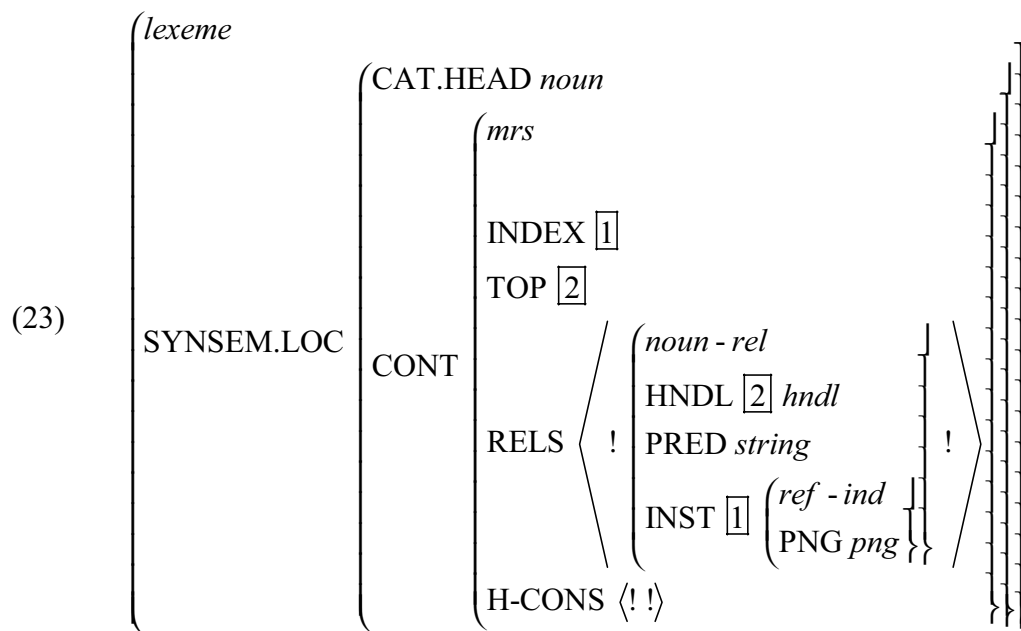 lexeme
CAT.HEAD noun
mrs
INDEX 1
TOP 2
(23)
SYNSEM.LOC
CONT
noun - rel
HNDL 2 hndl
RELS < ! PRED string ! >
INST 1 ref - ind
PNG png
H-CONS <! !>